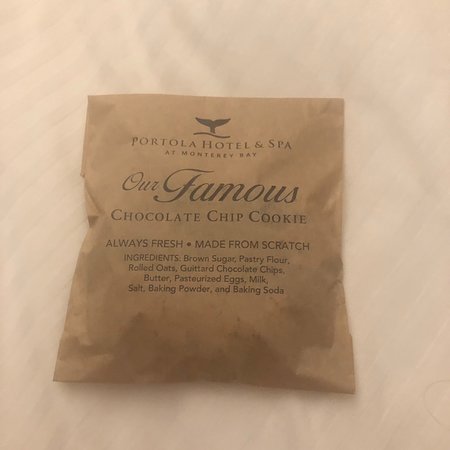 PORTOLA HOTEL & SPA
AT MONTEREY BAY
Our Famous
CHOCOLATE CHIP COOKIE
ALWAYS FRESH • MADE FROM SCRATCH
INGREDIENTS: Brown Sugar, Pastry Flour,
Rolled Oats, Guittard Chocolate Chips,
Butter, Pasteurized Eggs, Milk,
Salt, Baking Powder, and Baking Soda